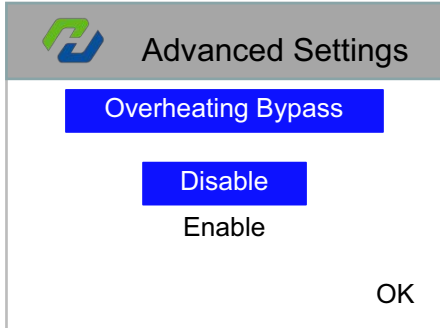 Advanced Settings
Overheating Bypass
Disable
Enable
OK